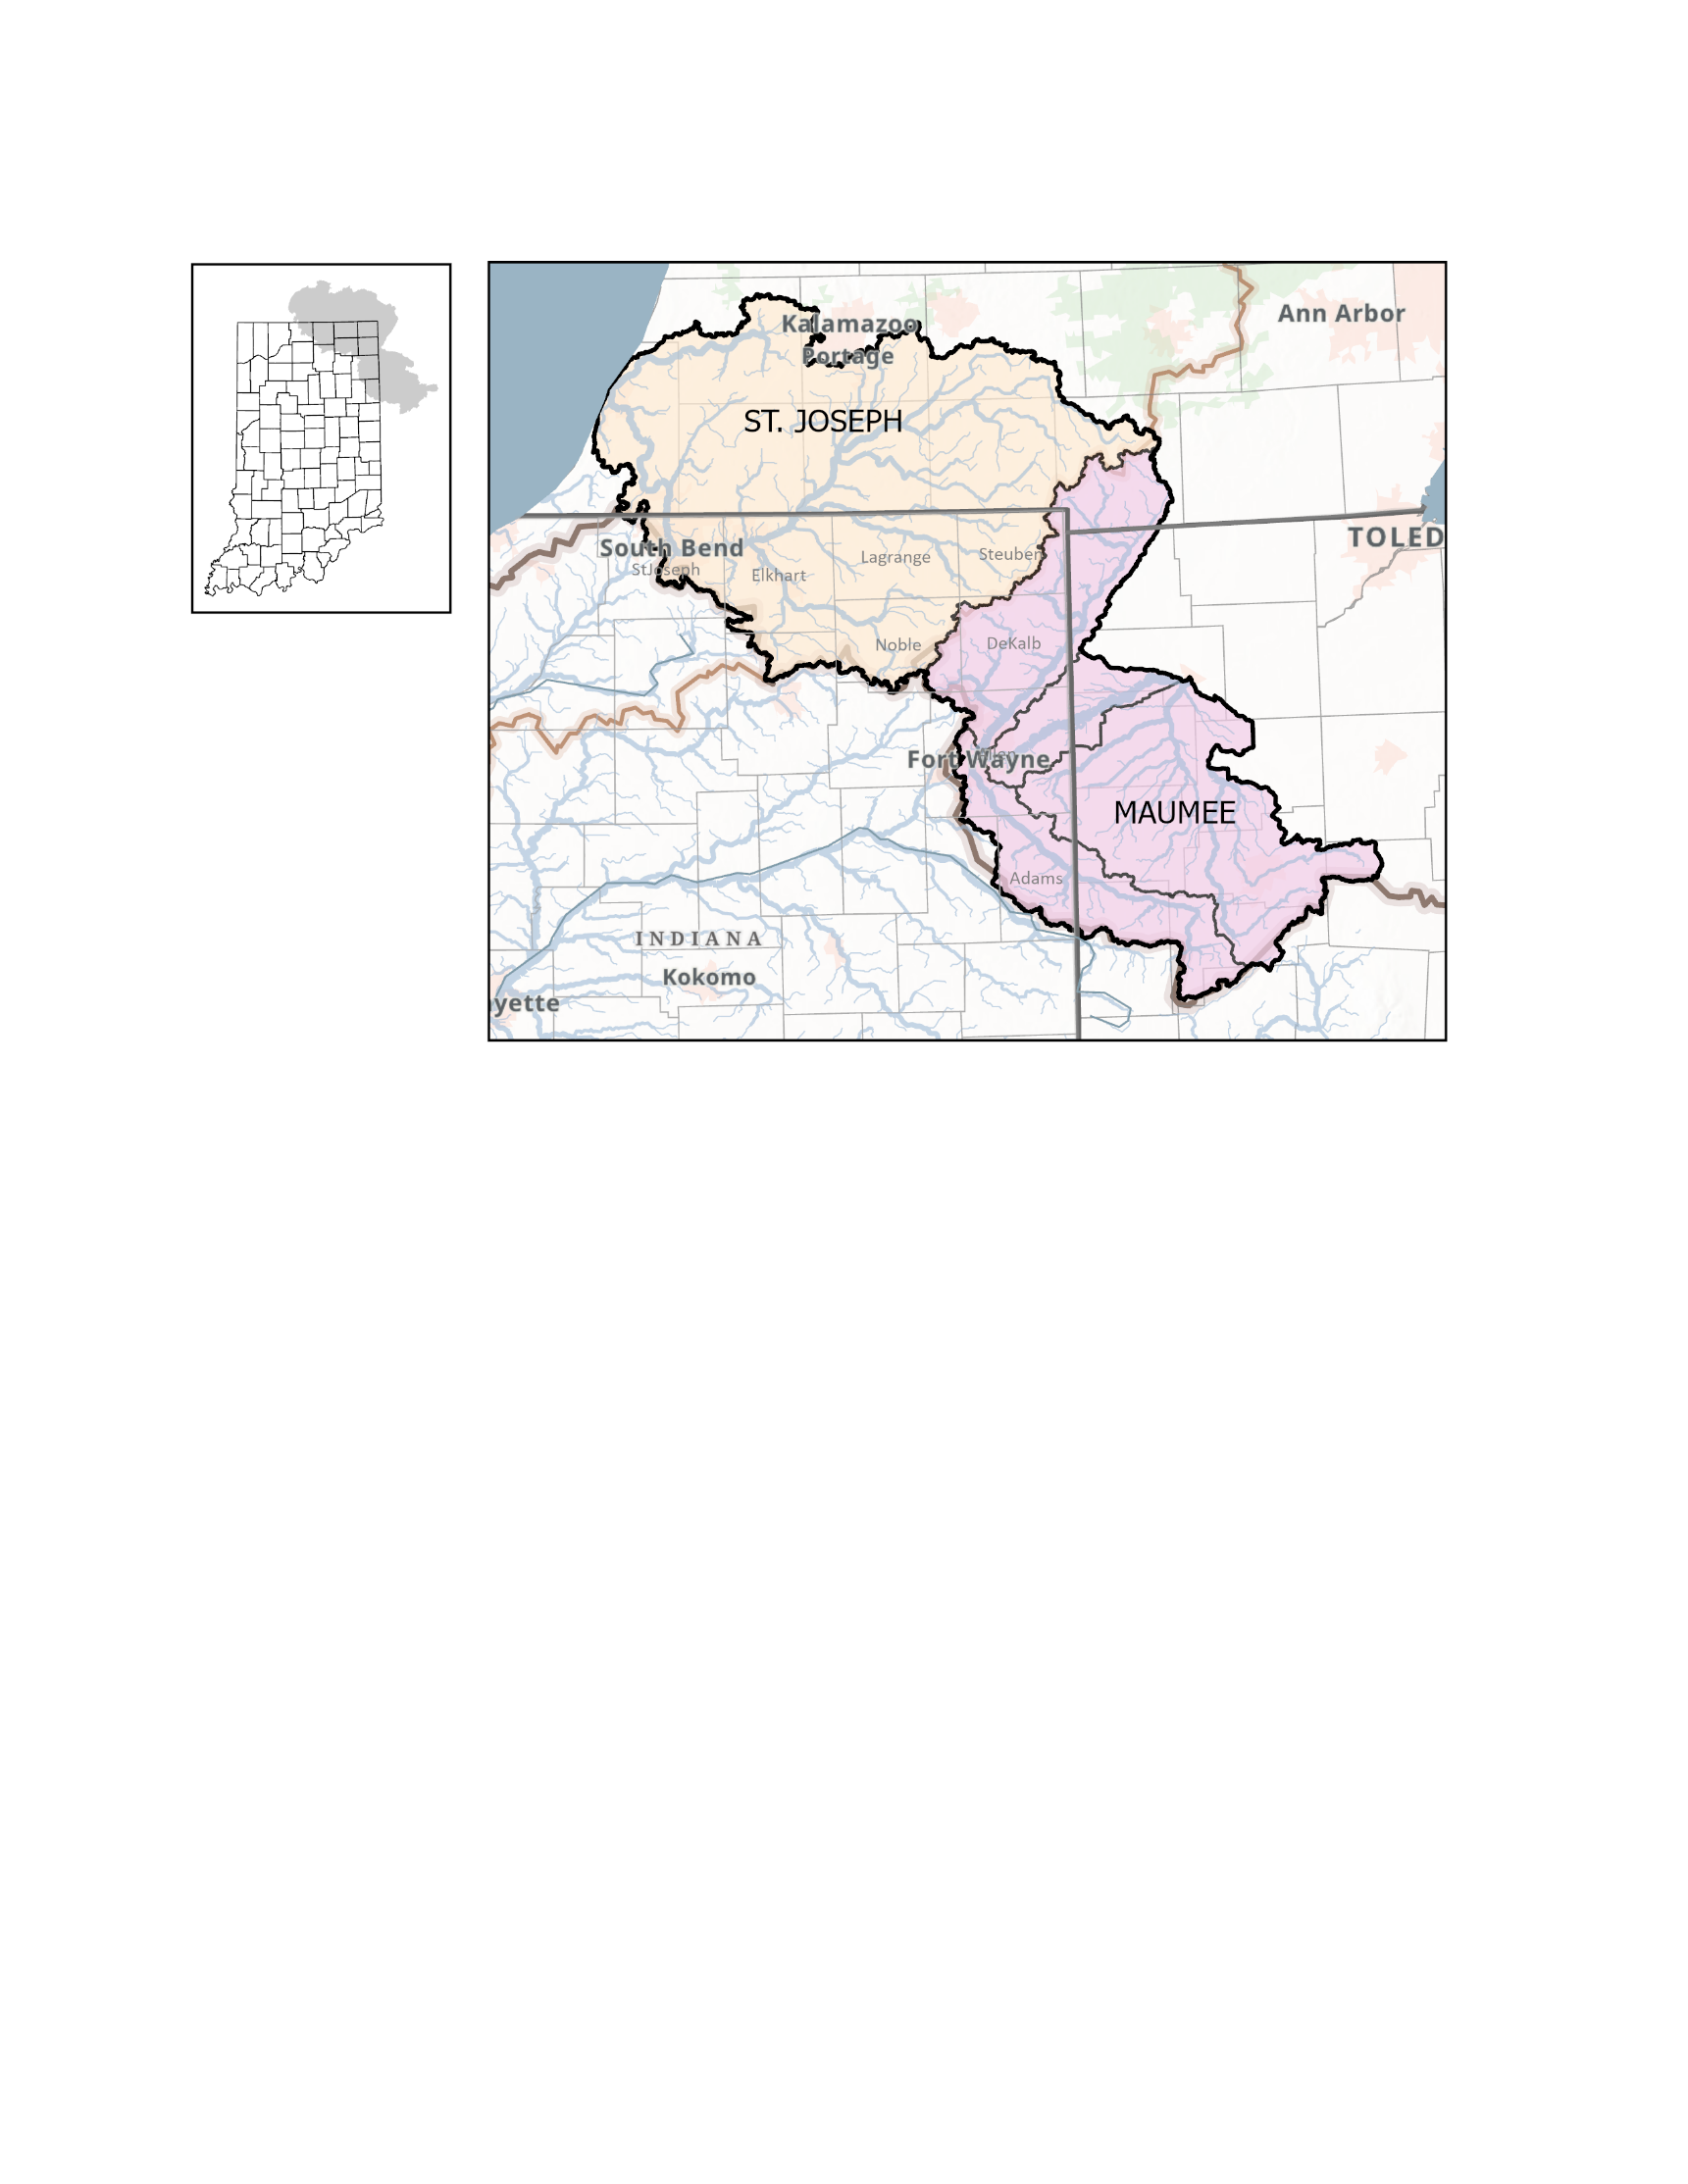 Ann Arbor
Kalamazoo
Portage
ST. JOSEPH
TOLED
South Bend
StJoseph
Elkhart
Lagrange
Steuben
Noble
DeKalb
Allen
Fort Wayne
MAUMEE
Adams
INDIANA
Kokomo
yette